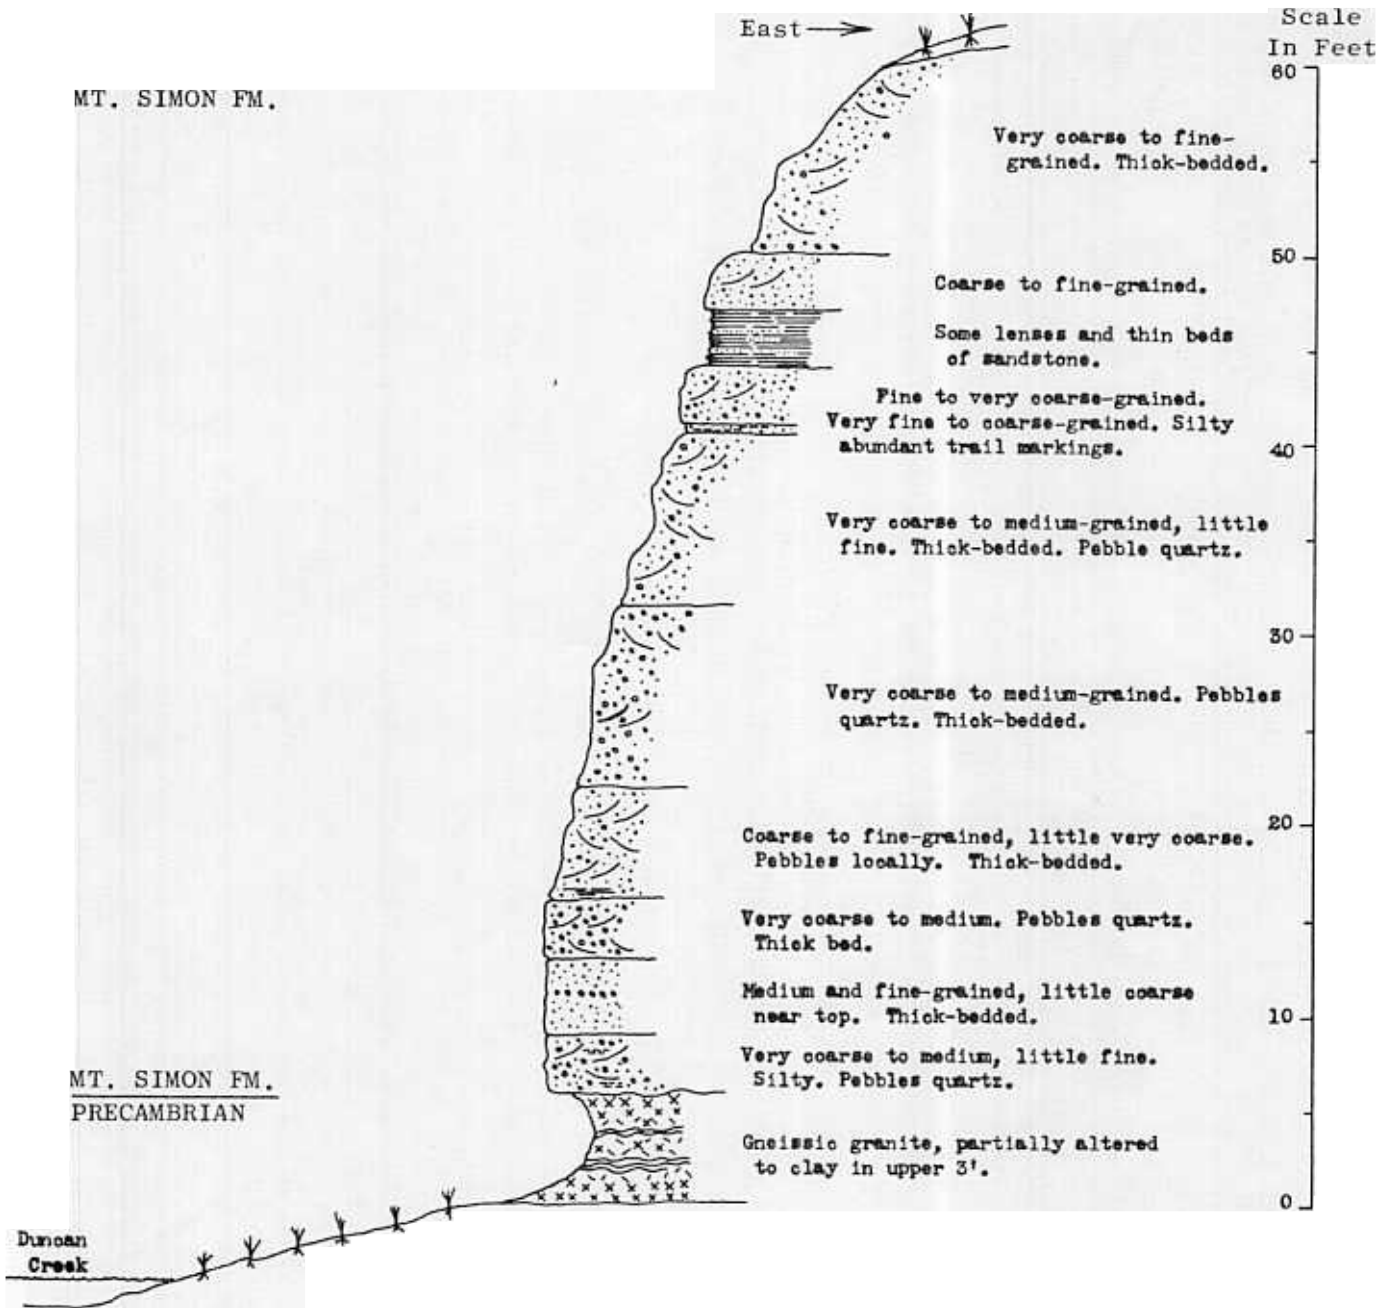 East
Scale
In Feet
MT. SIMON FM.
60
Very coarse to fine-
grained. Thick-bedded.
50
Coarse to fine-grained.
Some lenses and thin beds
of sandstone.
Fine to very coarse-grained.
Very fine to coarse-grained. Silty
abundant trail markings.
40
Very coarse to medium-grained, little
fine. Thick-bedded. Pebble quartz.
30
Very coarse to medium-grained. Pebbles
quartz. Thick-bedded.
20
Coarse to fine-grained, little very coarse.
Pebbles locally. Thick-bedded.
Very coarse to medium. Pebbles quartz.
Thick bed.
Medium and fine-grained, little coarse
near top. Thick-bedded.
10
Very coarse to medium, little fine.
Silty. Pebbles quartz.
MT. SIMON FM.
PRECAMBRIAN
Gneissic granite, partially altered
to clay in upper 3'.
0
Duncan
Creek